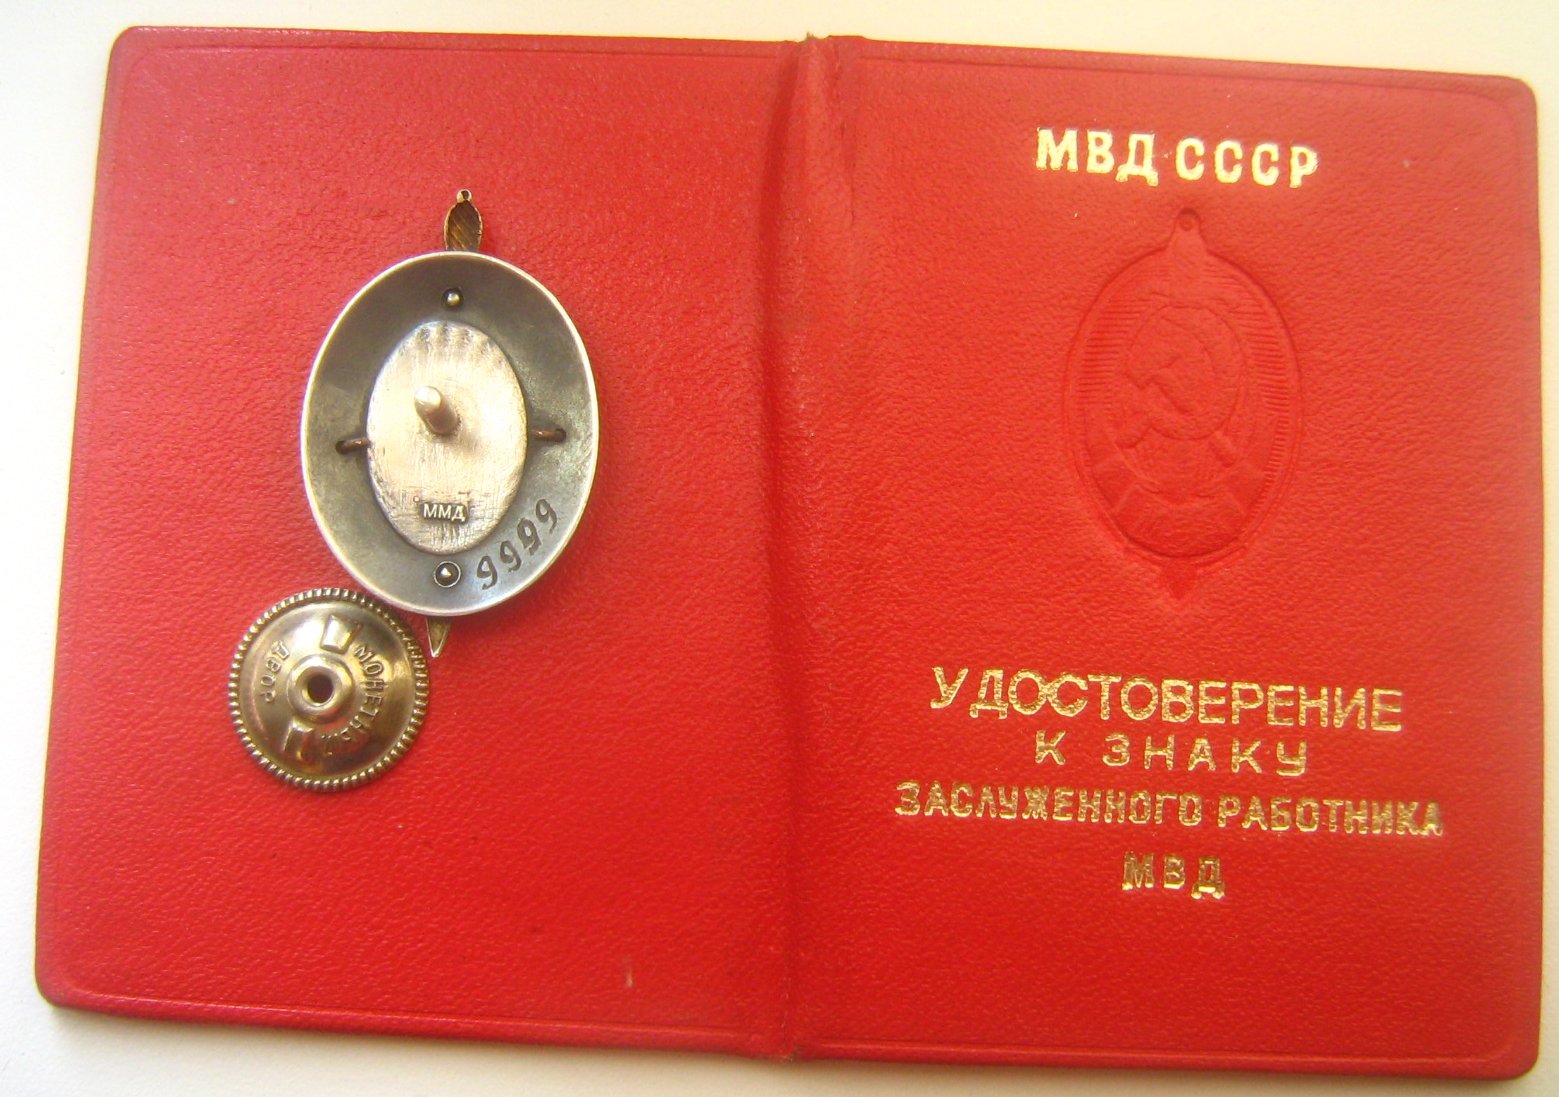 МВД СССР
УДОСТОВЕРЕНИЕ
К ЗНАКУ
ЗАСЛУЖЕННОГО РАБОТНИКА
МВД
ММД
9999
МОНЕТНЫЙ
ДВОР